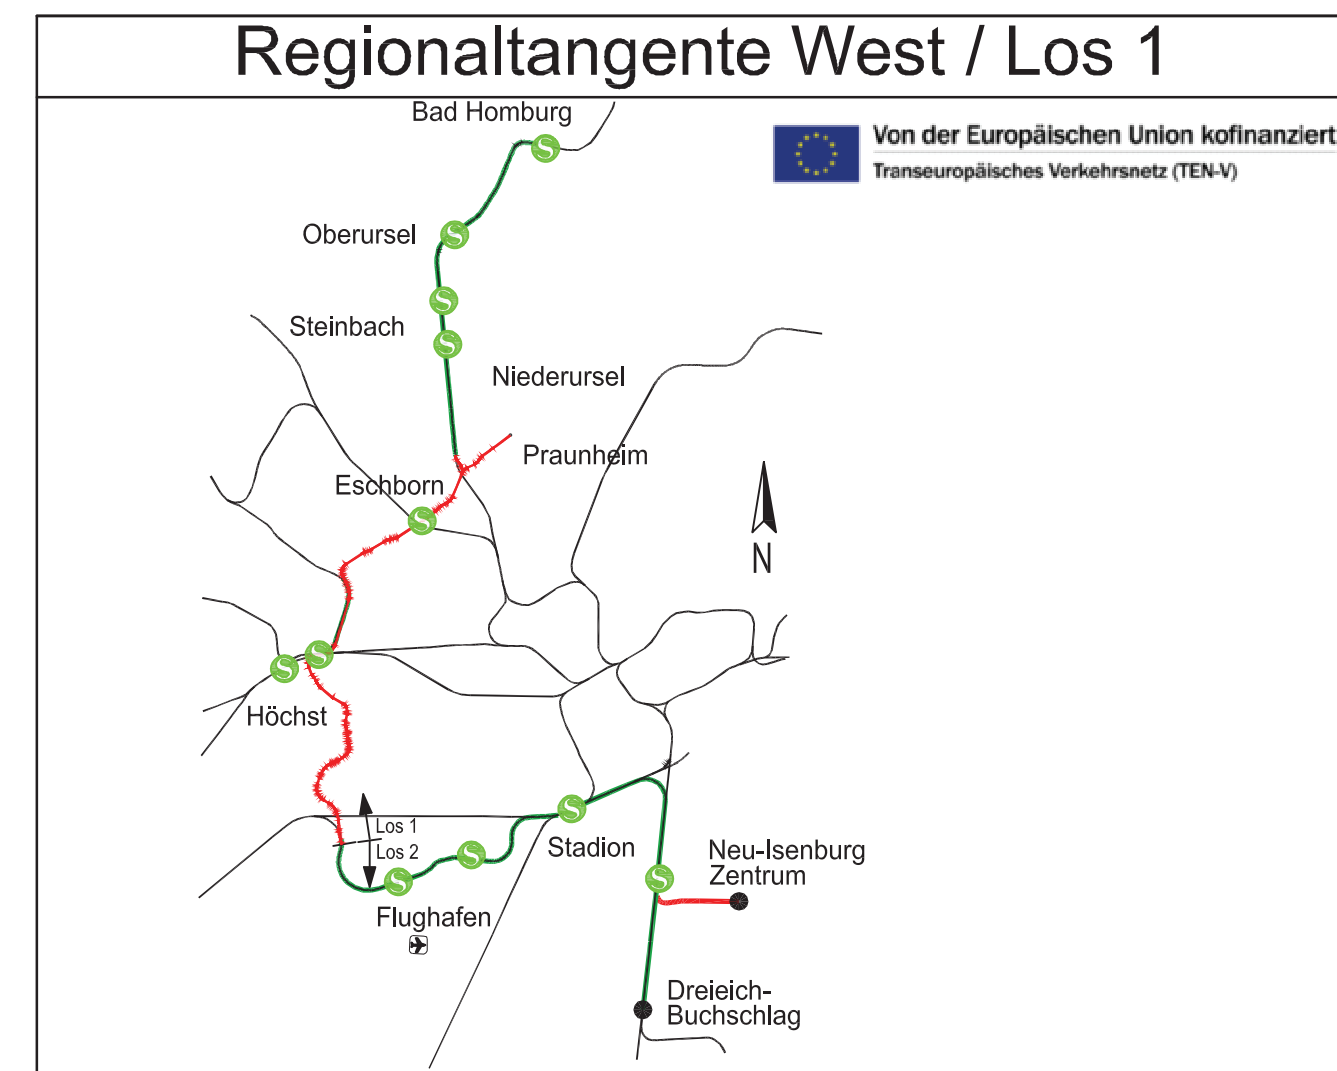 Regionaltangente West / Los 1
Bad Homburg
Von der Europäischen Union kofinanziert
Transeuropäisches Verkehrsnetz (TEN-V)
Oberursel
Steinbach
Niederursel
Praunheim
Eschborn
N
Höchst
Los 1
Los 2
Stadion
Neu-Isenburg
Zentrum
Flughafen
Dreieich-
Buchschlag
S
S
S
S
S
S
S
S
S
S
S